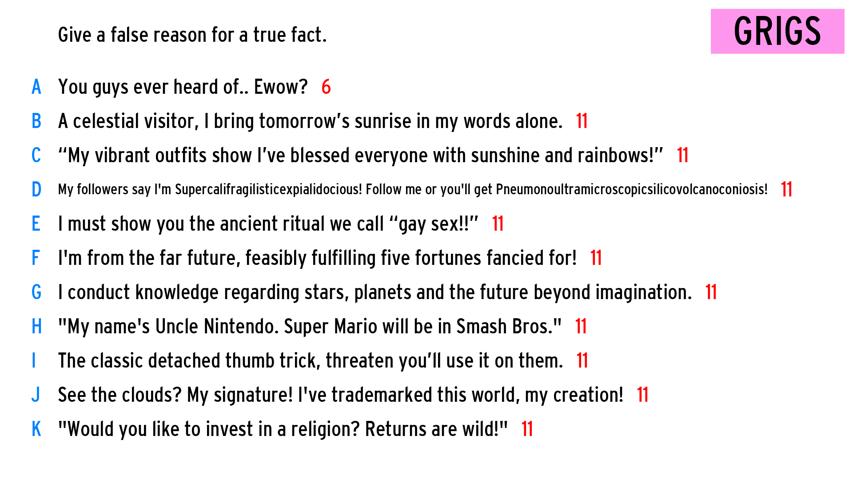 Give a false reason for a true fact.
GRIGS
A You guys ever heard of.. Ewow? 6
B A celestial visitor, I bring tomorrow's sunrise in my words alone. 11
C “My vibrant outfits show I've blessed everyone with sunshine and rainbows!” 11
D My followers say I'm Supercalifragilisticexpialidocious! Follow me or you'll get Pneumonoultramicroscopicsilicovolcanoconiosis! 11
E I must show you the ancient ritual we call “gay sex!!” 11
F I'm from the far future, feasibly fulfilling five fortunes fancied for! 11
G I conduct knowledge regarding stars, planets and the future beyond imagination. 11
H "My name's Uncle Nintendo. Super Mario will be in Smash Bros." 11
I The classic detached thumb trick, threaten you'll use it on them. 11
J See the clouds? My signature! I've trademarked this world, my creation! 11
K "Would you like to invest in a religion? Returns are wild!" 11